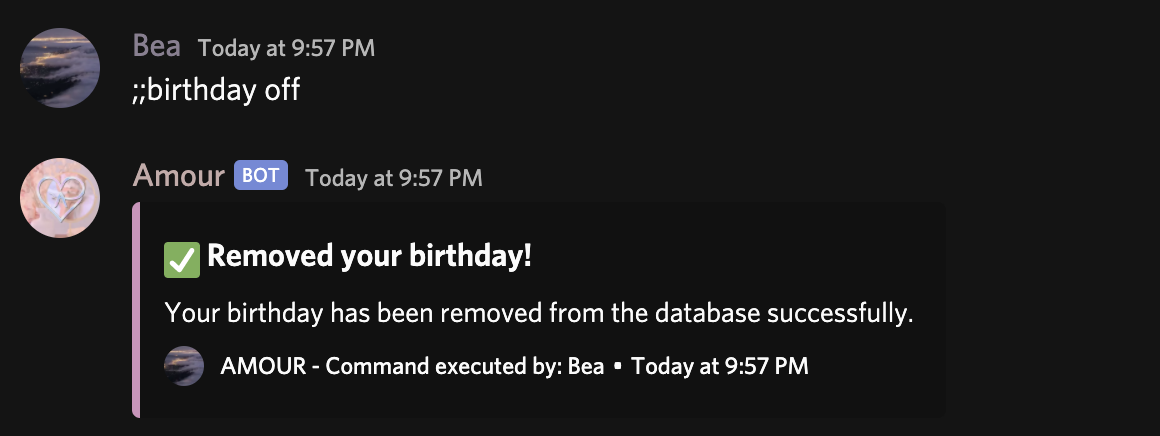 Bea Today at 9:57 PM
;;birthday off
Amour BOT Today at 9:57 PM
✅ Removed your birthday!
Your birthday has been removed from the database successfully.
AMOUR - Command executed by: Bea • Today at 9:57 PM